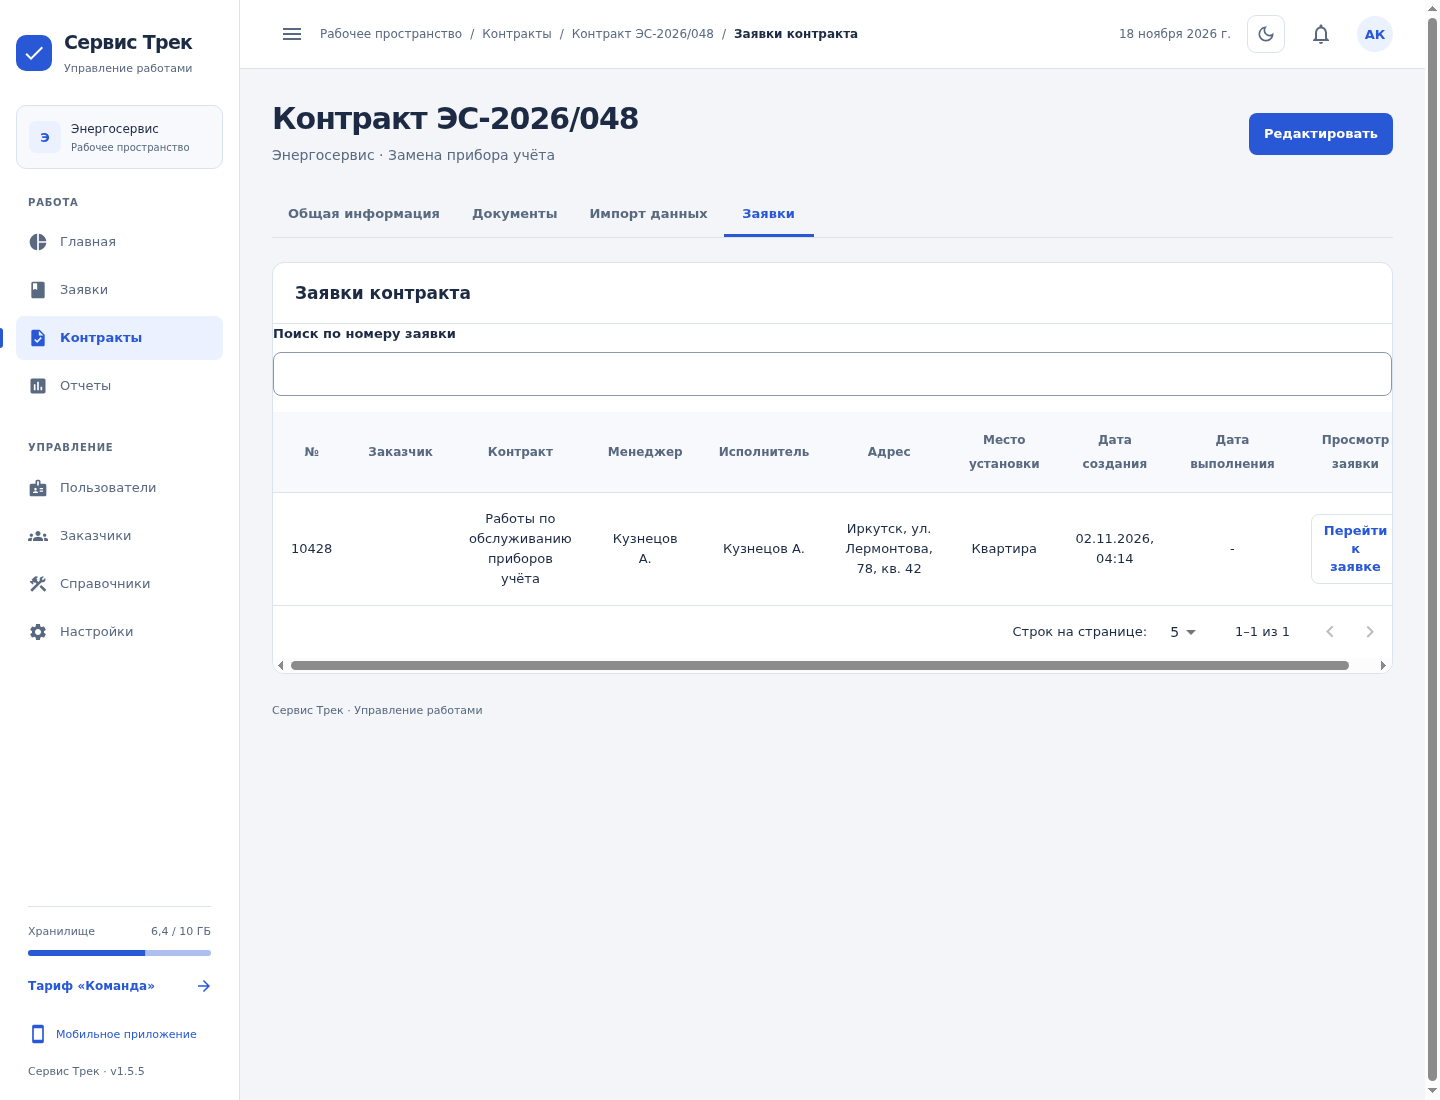 Сервис Трек
Управление работами
Э
Энергосервис
Рабочее пространство
РАБОТА
Главная
Заявки
Контракты
Отчеты
УПРАВЛЕНИЕ
Пользователи
Заказчики
Справочники
Настройки
Хранилище 6,4 / 10 ГБ
Тариф «Команда»
Мобильное приложение
Сервис Трек · v1.5.5
Рабочее пространство / Контракты / Контракт ЭС-2026/048 / Заявки контракта
18 ноября 2026 г.
АК
Контракт ЭС-2026/048
Энергосервис · Замена прибора учёта
Редактировать
Общая информация Документы Импорт данных Заявки
Заявки контракта
Поиск по номеру заявки
№ Заказчик Контракт Менеджер Исполнитель Адрес Место установки Дата создания Дата выполнения Просмотр заявки
10428 Работы по обслуживанию приборов учёта Кузнецов А. Кузнецов А. Иркутск, ул. Лермонтова, 78, кв. 42 Квартира 02.11.2026, 04:14 - Перейти к заявке
Строк на странице: 5 1–1 из 1
Сервис Трек · Управление работами